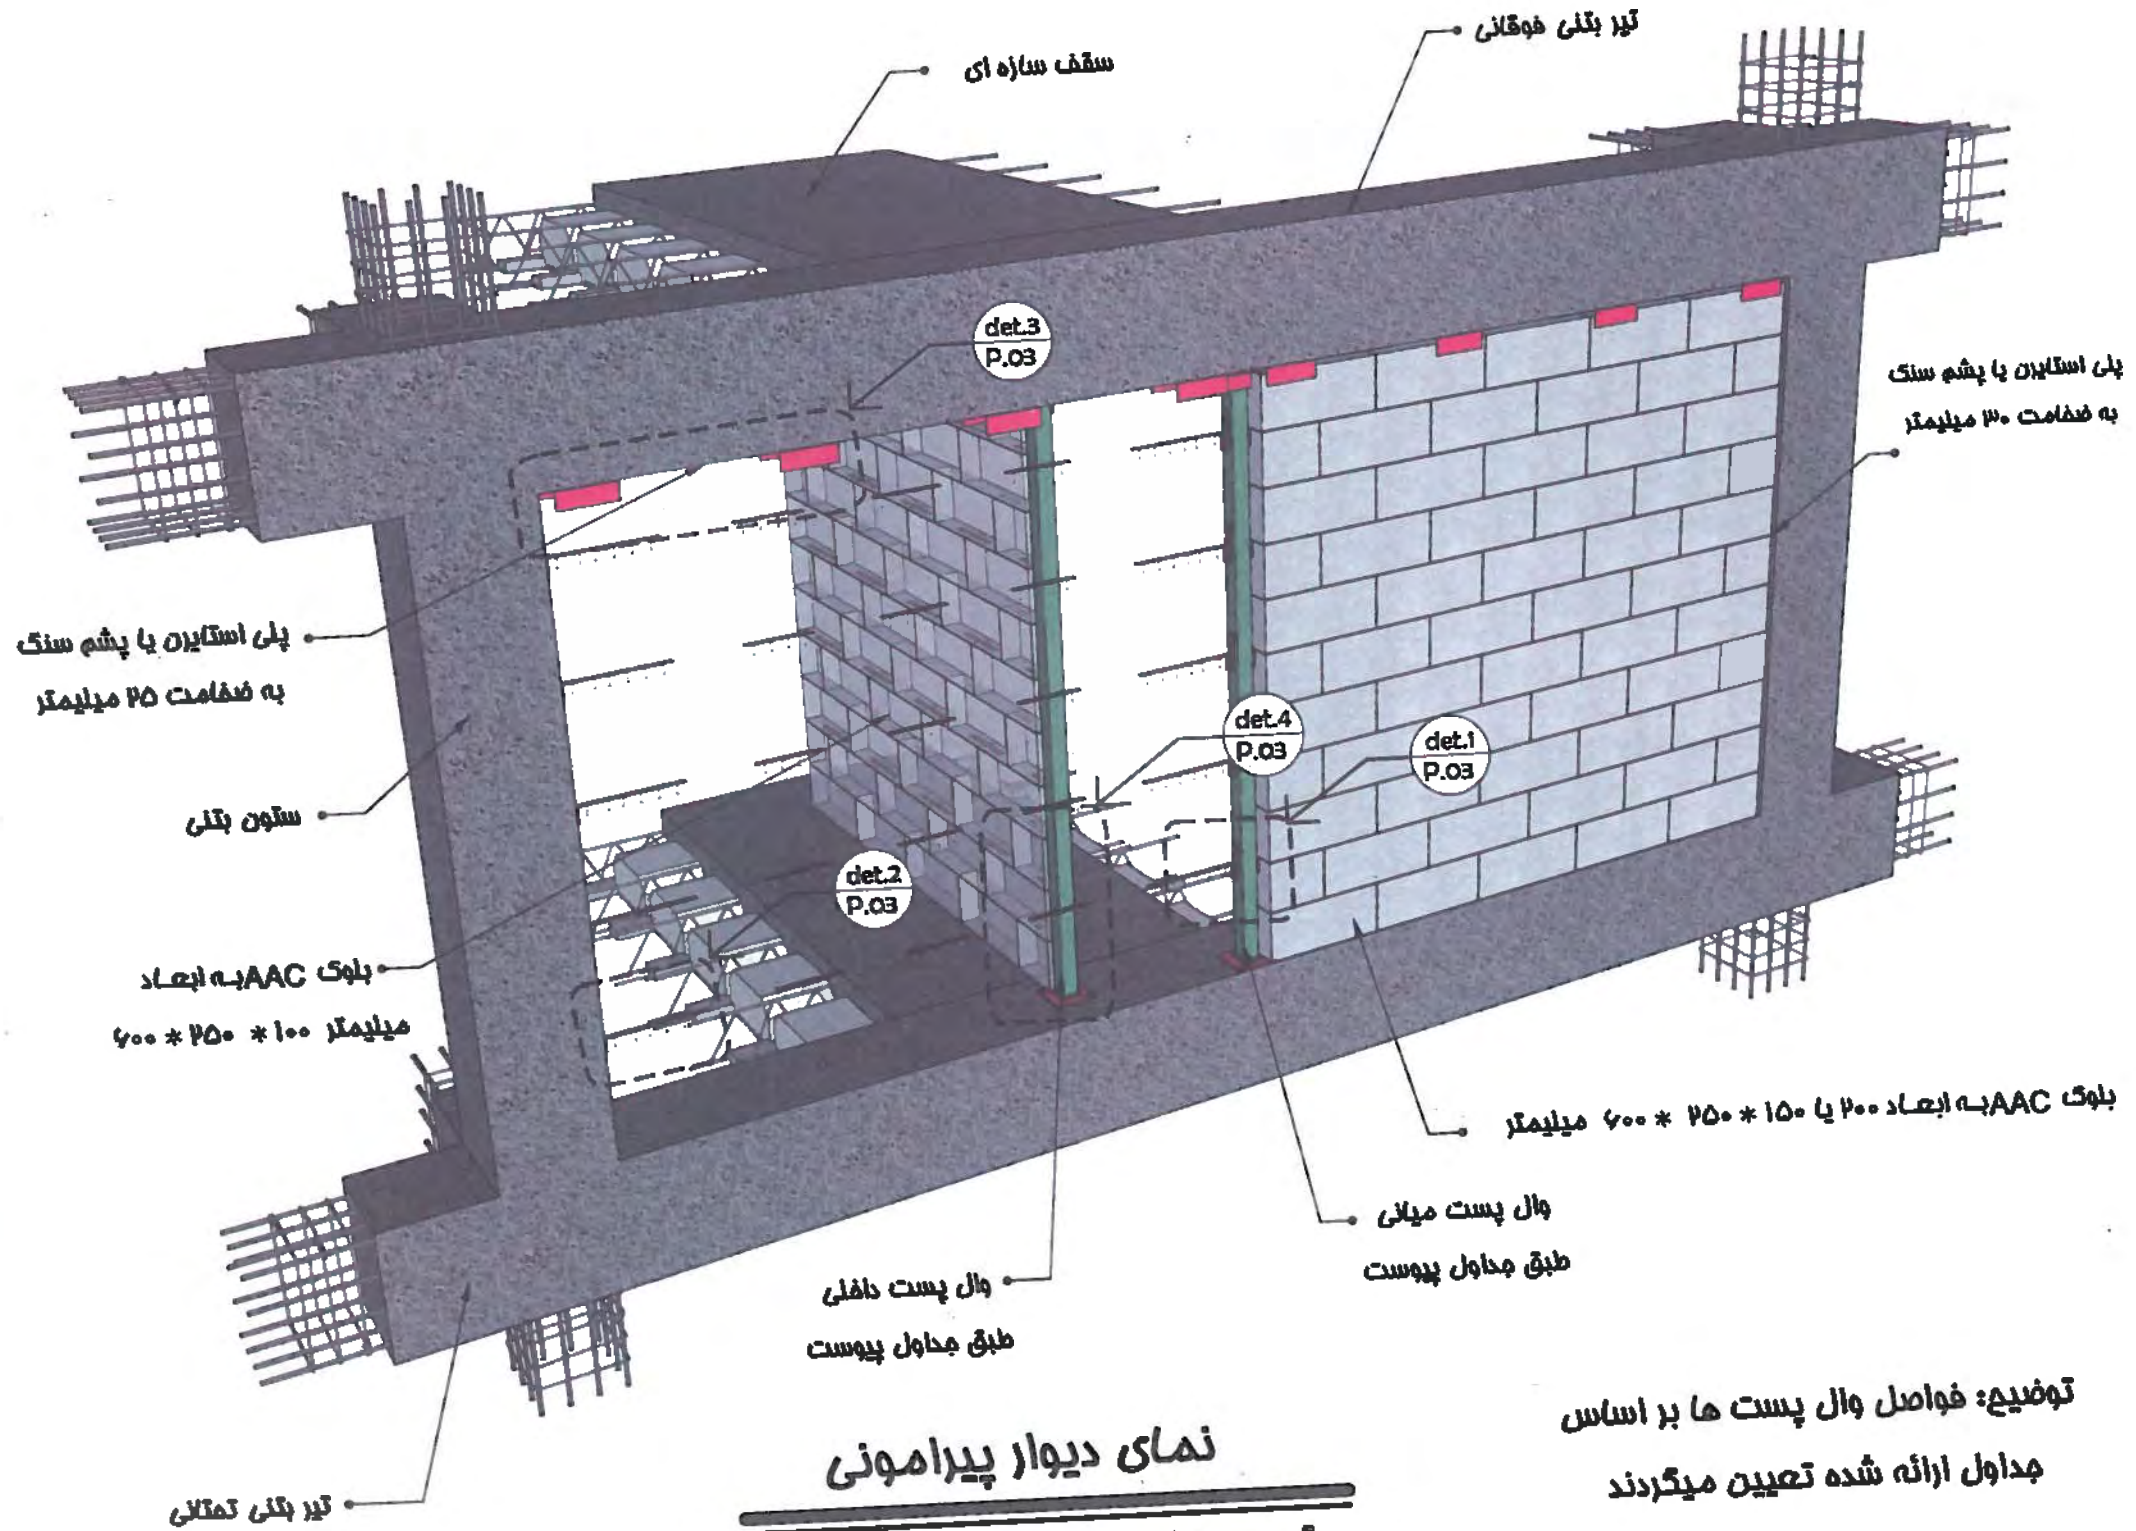 تیر بتنی فوقانی
سقف سازه ای
det.3
P.03
پلی استایرن یا پشم سنگ
به ضخامت ۳۰ میلیمتر
پلی استایرن یا پشم سنگ
به ضخامت ۲۵ میلیمتر
det.4
P.03
det.1
P.03
ستون بتنی
det.2
P.03
بلوک AAC به ابعاد
۶۰۰ * ۲۵۰ * ۱۰۰ میلیمتر
بلوک AAC به ابعاد ۲۰۰ یا ۱۵۰ * ۲۵۰ * ۶۰۰ میلیمتر
وال پست میانی
طبق جداول پیوست
وال پست داخلی
طبق جداول پیوست
توضیح: فواصل وال پست ها بر اساس
جداول ارائه شده تعیین میگردند
نمای دیوار پیرامونی
تیر بتنی تحتانی